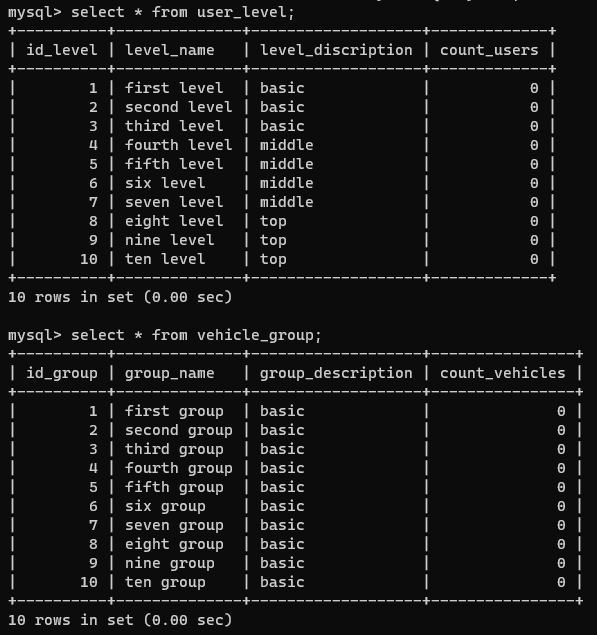 mysql> select * from user_level;
+----------+--------------+-------------------+-------------+
| id_level | level_name   | level_discription | count_users |
+----------+--------------+-------------------+-------------+
|        1 | first level  | basic             |           0 |
|        2 | second level | basic             |           0 |
|        3 | third level  | basic             |           0 |
|        4 | fourth level | middle            |           0 |
|        5 | fifth level  | middle            |           0 |
|        6 | six level    | middle            |           0 |
|        7 | seven level  | middle            |           0 |
|        8 | eight level  | top               |           0 |
|        9 | nine level   | top               |           0 |
|       10 | ten level    | top               |           0 |
+----------+--------------+-------------------+-------------+
10 rows in set (0.00 sec)

mysql> select * from vehicle_group;
+----------+--------------+-------------------+----------------+
| id_group | group_name   | group_description | count_vehicles |
+----------+--------------+-------------------+----------------+
|        1 | first group  | basic             |              0 |
|        2 | second group | basic             |              0 |
|        3 | third group  | basic             |              0 |
|        4 | fourth group | basic             |              0 |
|        5 | fifth group  | basic             |              0 |
|        6 | six group    | basic             |              0 |
|        7 | seven group  | basic             |              0 |
|        8 | eight group  | basic             |              0 |
|        9 | nine group   | basic             |              0 |
|       10 | ten group    | basic             |              0 |
+----------+--------------+-------------------+----------------+
10 rows in set (0.00 sec)